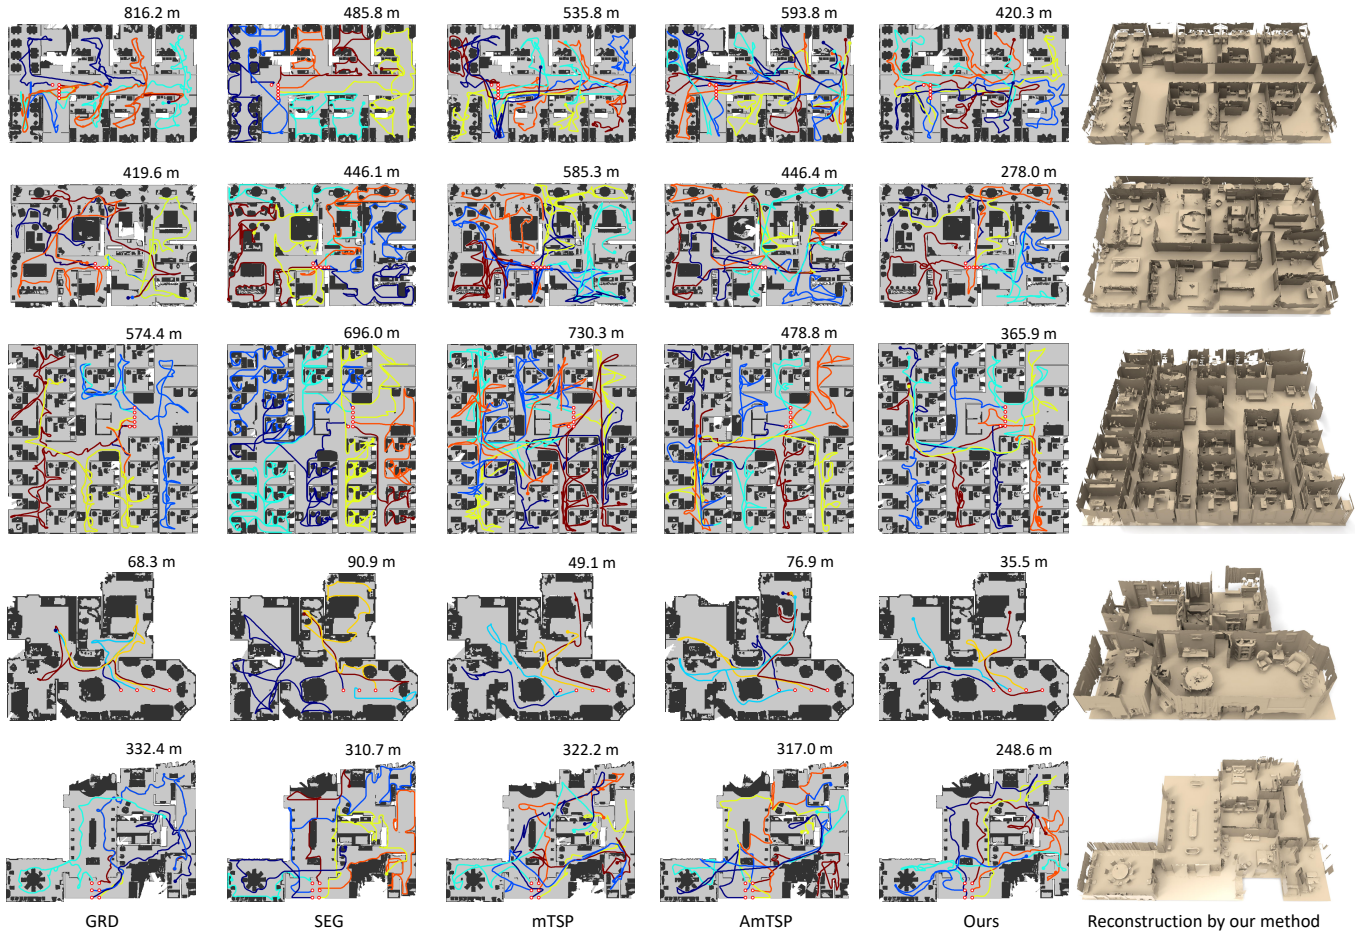 816.2 m 485.8 m 535.8 m 593.8 m 420.3 m
419.6 m 446.1 m 585.3 m 446.4 m 278.0 m
574.4 m 696.0 m 730.3 m 478.8 m 365.9 m
68.3 m 90.9 m 49.1 m 76.9 m 35.5 m
332.4 m 310.7 m 322.2 m 317.0 m 248.6 m
GRD SEG mTSP AmTSP Ours Reconstruction by our method